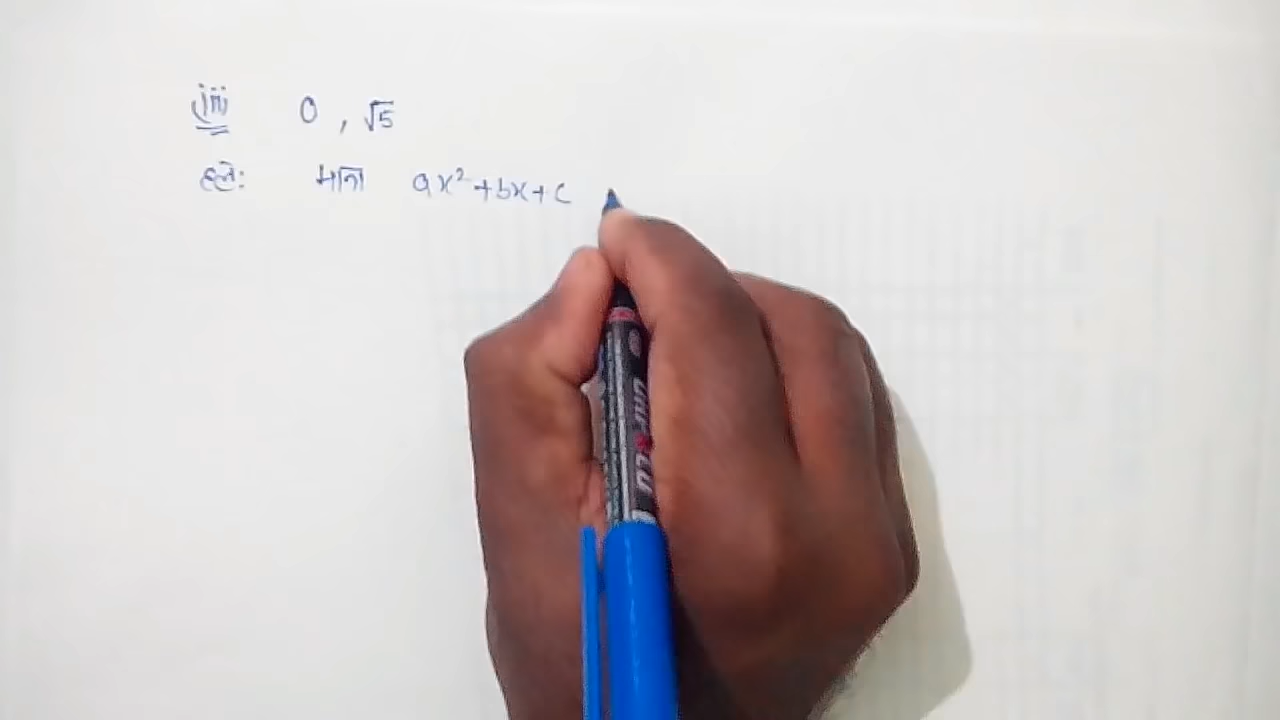 (iii) 0 , √5
हलः माना ax²+bx+c